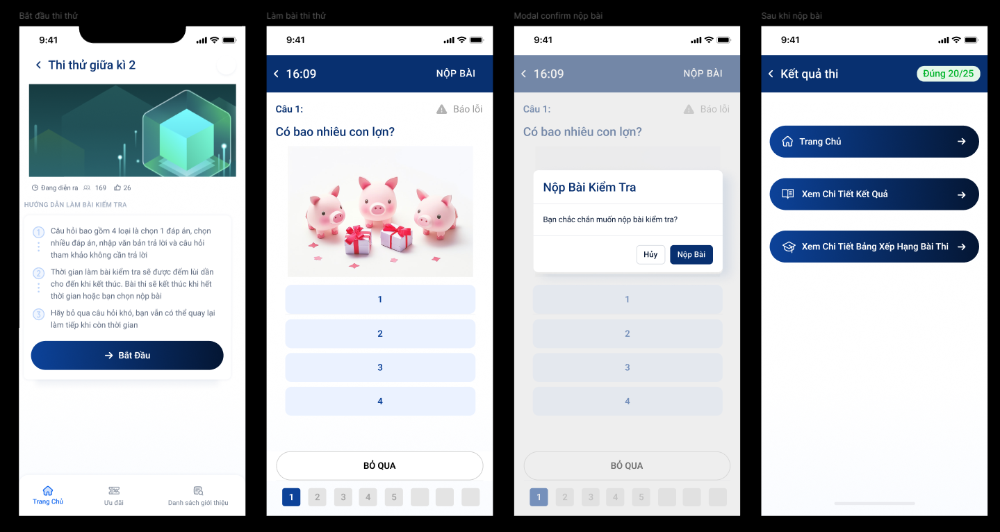 Bắt đầu thi thử
9:41
Thi thử giữa kì 2
Đang diễn ra 169 26
HƯỚNG DẪN LÀM BÀI KIỂM TRA
1 Câu hỏi bao gồm 4 loại là chọn 1 đáp án, chọn
nhiều đáp án, nhập văn bản trả lời và câu hỏi
tham khảo không cần trả lời
2 Thời gian làm bài kiểm tra sẽ được đếm lùi dần
cho đến khi kết thúc. Bài thi sẽ kết thúc khi hết
thời gian hoặc bạn chọn nộp bài
3 Hãy bỏ qua câu hỏi khó, bạn vẫn có thể quay lại
làm tiếp khi còn thời gian
Bắt Đầu
Trang Chủ Ưu đãi Danh sách giới thiệu
Làm bài thi thử
9:41
16:09 NỘP BÀI
Câu 1: Báo lỗi
Có bao nhiêu con lợn?
1
2
3
4
BỎ QUA
1 2 3 4 5
Modal confirm nộp bài
9:41
16:09 NỘP BÀI
Câu 1: Báo lỗi
Có bao nhiêu con lợn?
Nộp Bài Kiểm Tra
Bạn chắc chắn muốn nộp bài kiểm tra?
Hủy Nộp Bài
1
2
3
4
BỎ QUA
1 2 3 4 5
Sau khi nộp bài
9:41
Kết quả thi Đúng 20/25
Trang Chủ
Xem Chi Tiết Kết Quả
Xem Chi Tiết Bảng Xếp Hạng Bài Thi